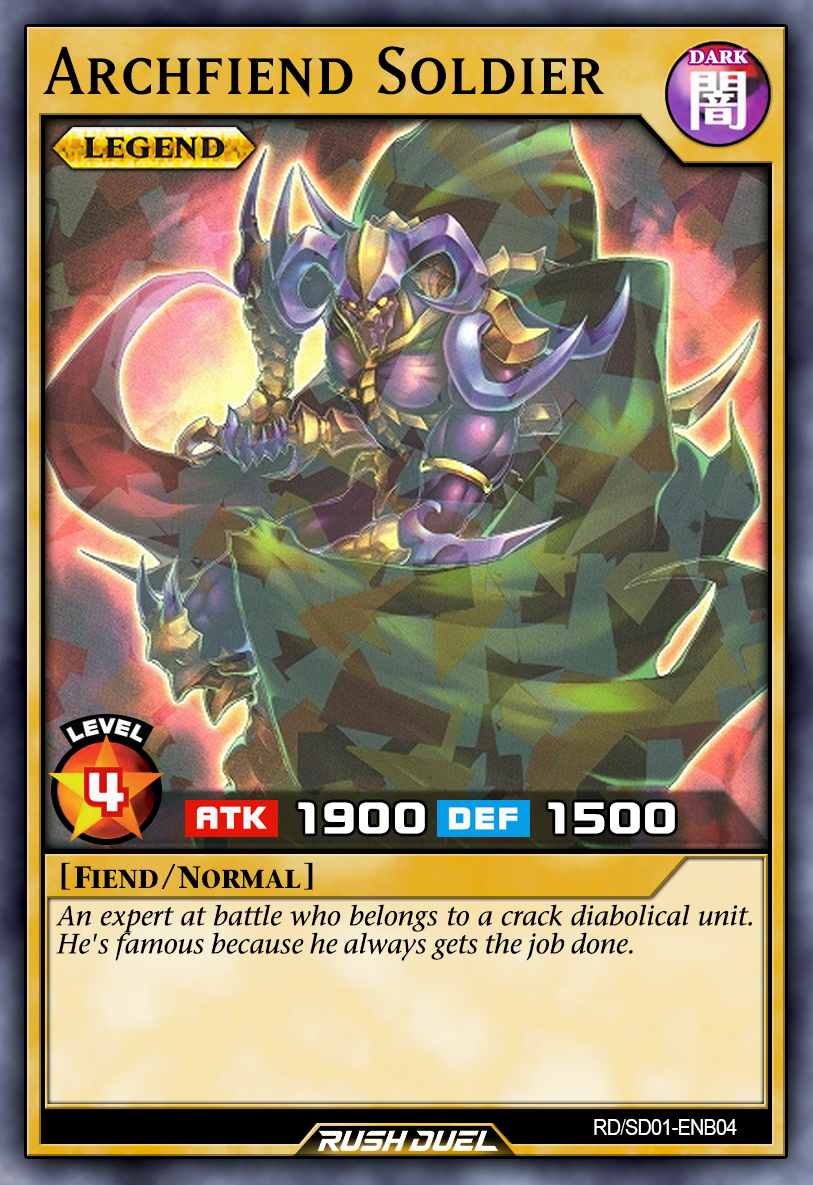 Archfiend Soldier
DARK
闇
LEGEND
LEVEL
4
ATK 1900 DEF 1500
[Fiend/Normal]
An expert at battle who belongs to a crack diabolical unit.
He's famous because he always gets the job done.
RD/SD01-ENB04
RUSH DUEL